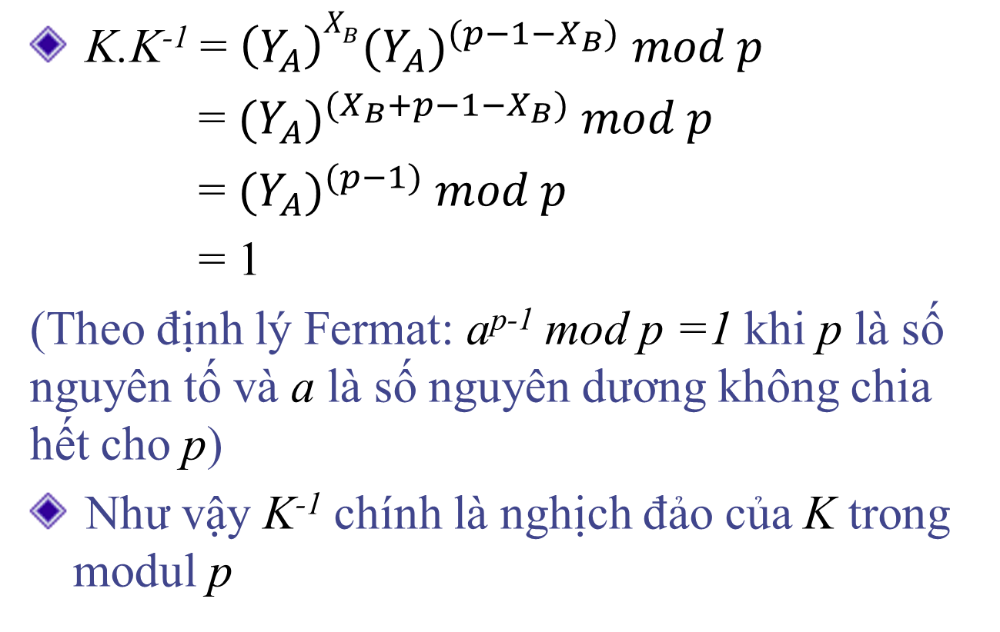 K.K⁻¹ = (Y_A)^{X_B}(Y_A)^{(p−1−X_B)} mod p
= (Y_A)^{(X_B+p−1−X_B)} mod p
= (Y_A)^{(p−1)} mod p
= 1
(Theo định lý Fermat: a^{p-1} mod p =1 khi p là số
nguyên tố và a là số nguyên dương không chia
hết cho p)
Như vậy K⁻¹ chính là nghịch đảo của K trong
modul p